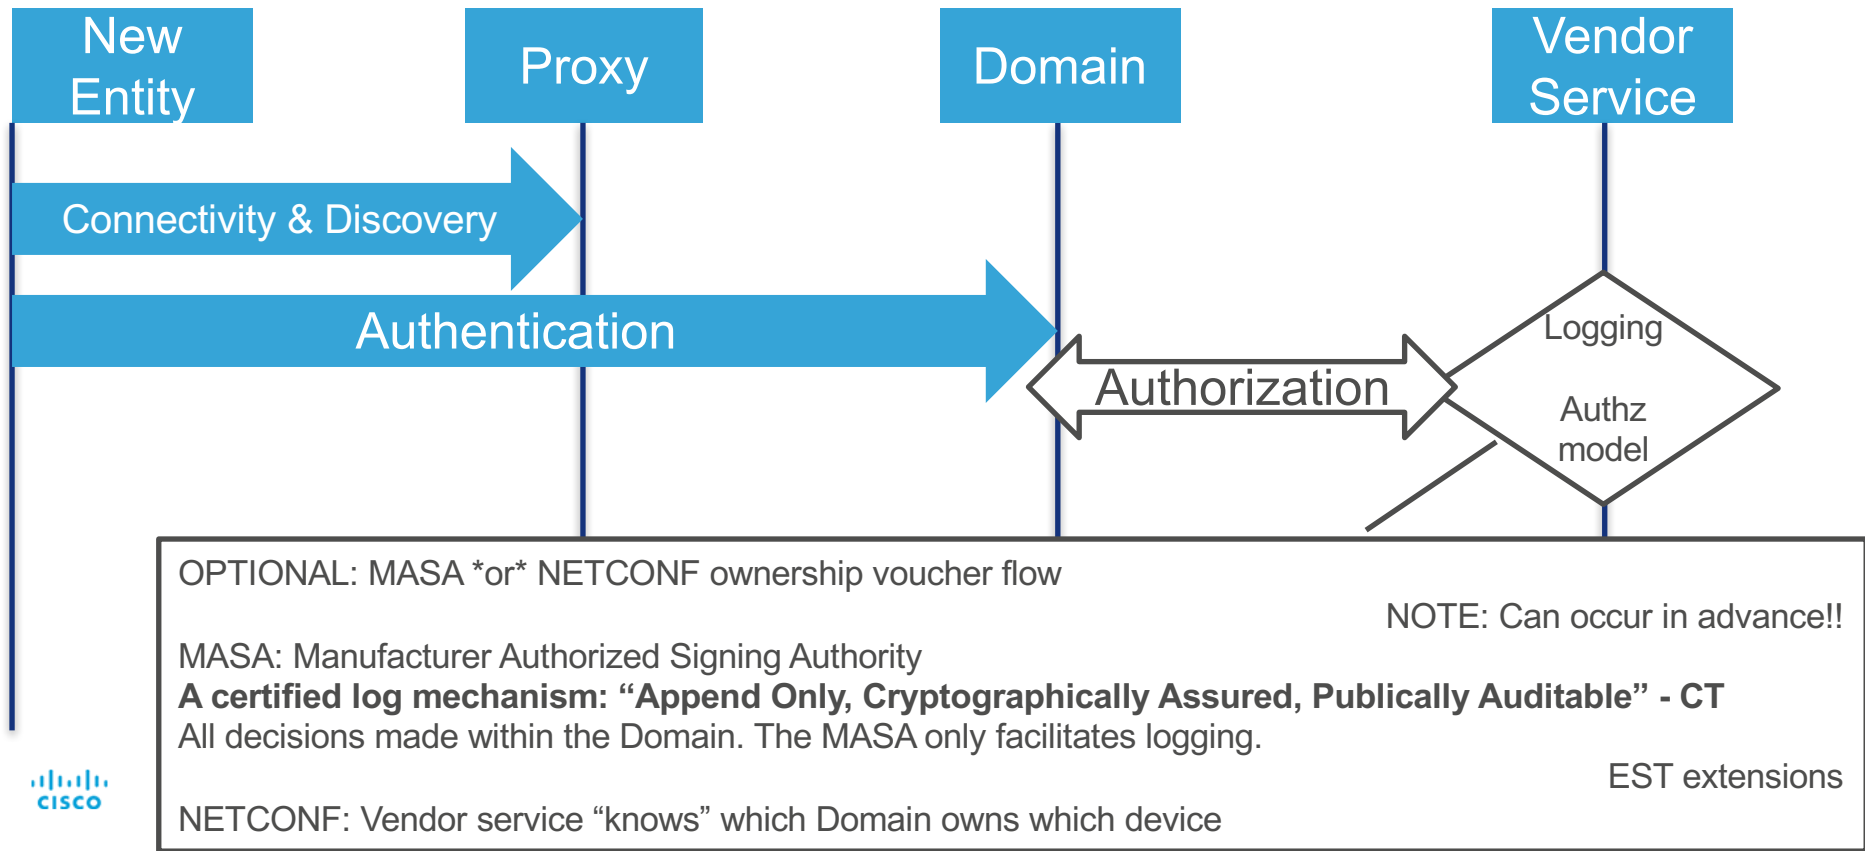 New
Entity
Proxy
Domain
Vendor
Service
Connectivity & Discovery
Authentication
Authorization
Logging
Authz
model
OPTIONAL: MASA *or* NETCONF ownership voucher flow
NOTE: Can occur in advance!!
MASA: Manufacturer Authorized Signing Authority
A certified log mechanism: “Append Only, Cryptographically Assured, Publically Auditable” - CT
All decisions made within the Domain. The MASA only facilitates logging.
EST extensions
NETCONF: Vendor service “knows” which Domain owns which device
CISCO